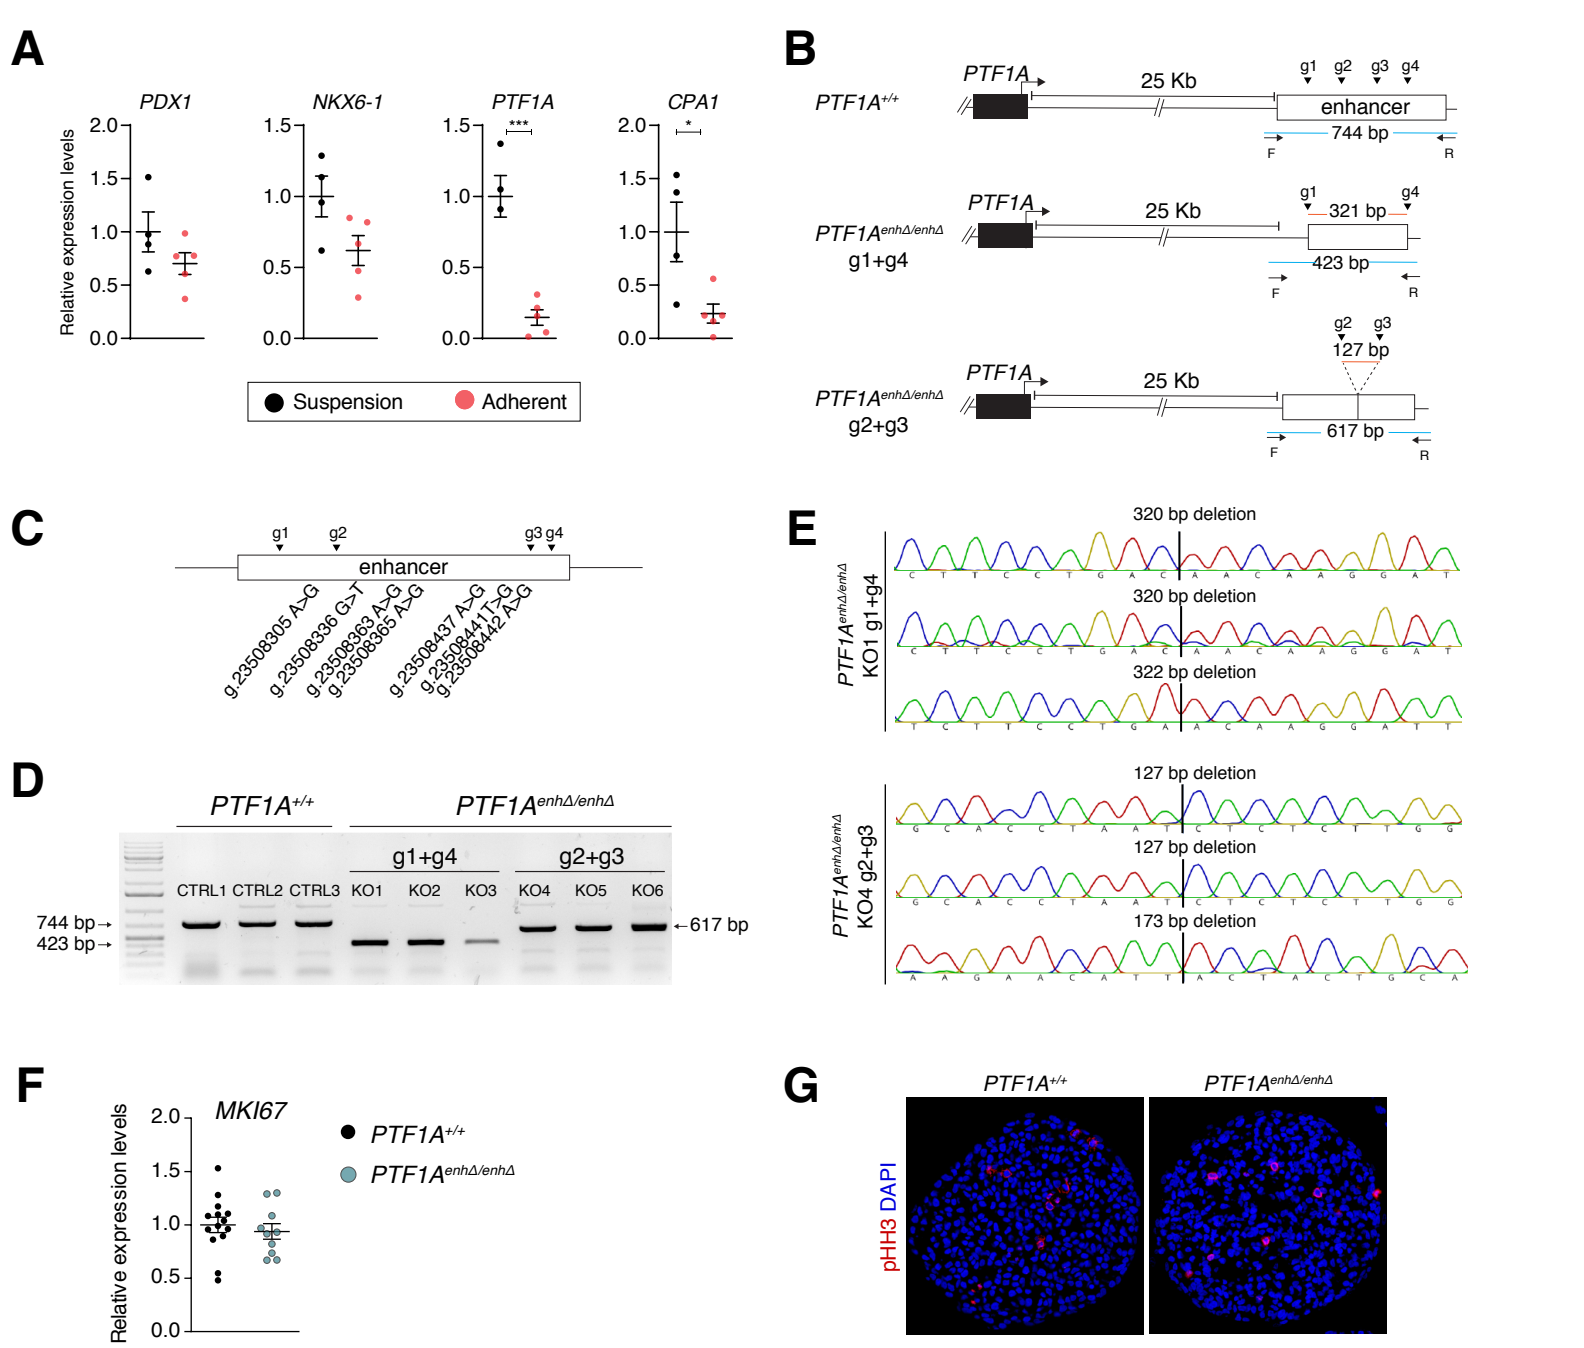 A
PDX1
NKX6-1
PTF1A
CPA1
Relative expression levels
2.0
1.5
1.0
0.5
0.0
1.5
1.0
0.5
0.0
***
1.5
1.0
0.5
0.0
*
2.0
1.5
1.0
0.5
0.0
Suspension
Adherent
B
g1 g2 g3 g4
PTF1A
25 Kb
PTF1A+/+
enhancer
744 bp
F
R
g1
g4
PTF1A
25 Kb
321 bp
PTF1AenhΔ/enhΔ
g1+g4
423 bp
F
R
g2 g3
127 bp
PTF1A
25 Kb
PTF1AenhΔ/enhΔ
g2+g3
617 bp
F
R
C
g1 g2 g3 g4
enhancer
g.23508305 A>G
g.23508336 G>T
g.23508363 A>G
g.23508365 A>G
g.23508437 A>G
g.23508441T>G
g.23508442 A>G
D
PTF1A+/+
PTF1AenhΔ/enhΔ
g1+g4
g2+g3
CTRL1 CTRL2 CTRL3 KO1 KO2 KO3 KO4 KO5 KO6
744 bp→
423 bp→
←617 bp
E
PTF1AenhΔ/enhΔ
KO1 g1+g4
320 bp deletion
C T T C C T G A C A A C A A G G A T
320 bp deletion
C T T C C T G A C A A C A A G G A T
322 bp deletion
T C T T C C T G A A C A A G G A T T
PTF1AenhΔ/enhΔ
KO4 g2+g3
127 bp deletion
G C A C C T A A T C T C T C T T G G
127 bp deletion
G C A C C T A A T C T C T C T T G G
173 bp deletion
A A G A A C A T T A C T A C T G C A
F
MKI67
Relative expression levels
2.0
1.5
1.0
0.5
0.0
PTF1A+/+
PTF1AenhΔ/enhΔ
G
PTF1A+/+
PTF1AenhΔ/enhΔ
pHH3 DAPI